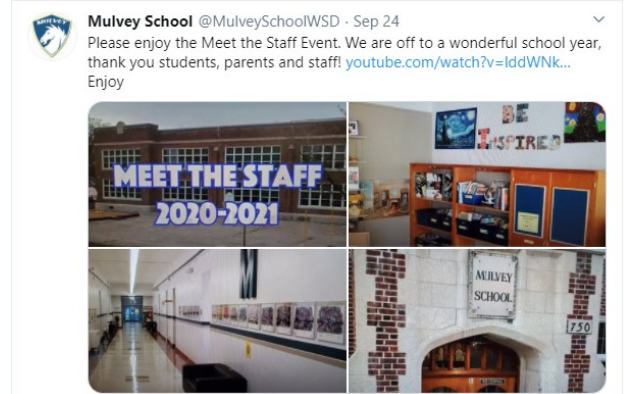 MULVEY
Mulvey School @MulveySchoolWSD · Sep 24
Please enjoy the Meet the Staff Event. We are off to a wonderful school year,
thank you students, parents and staff! youtube.com/watch?v=IddWNk...
Enjoy
MEET THE STAFF
2020-2021
BE
INSPIRED
M
MULVEY
SCHOOL
750